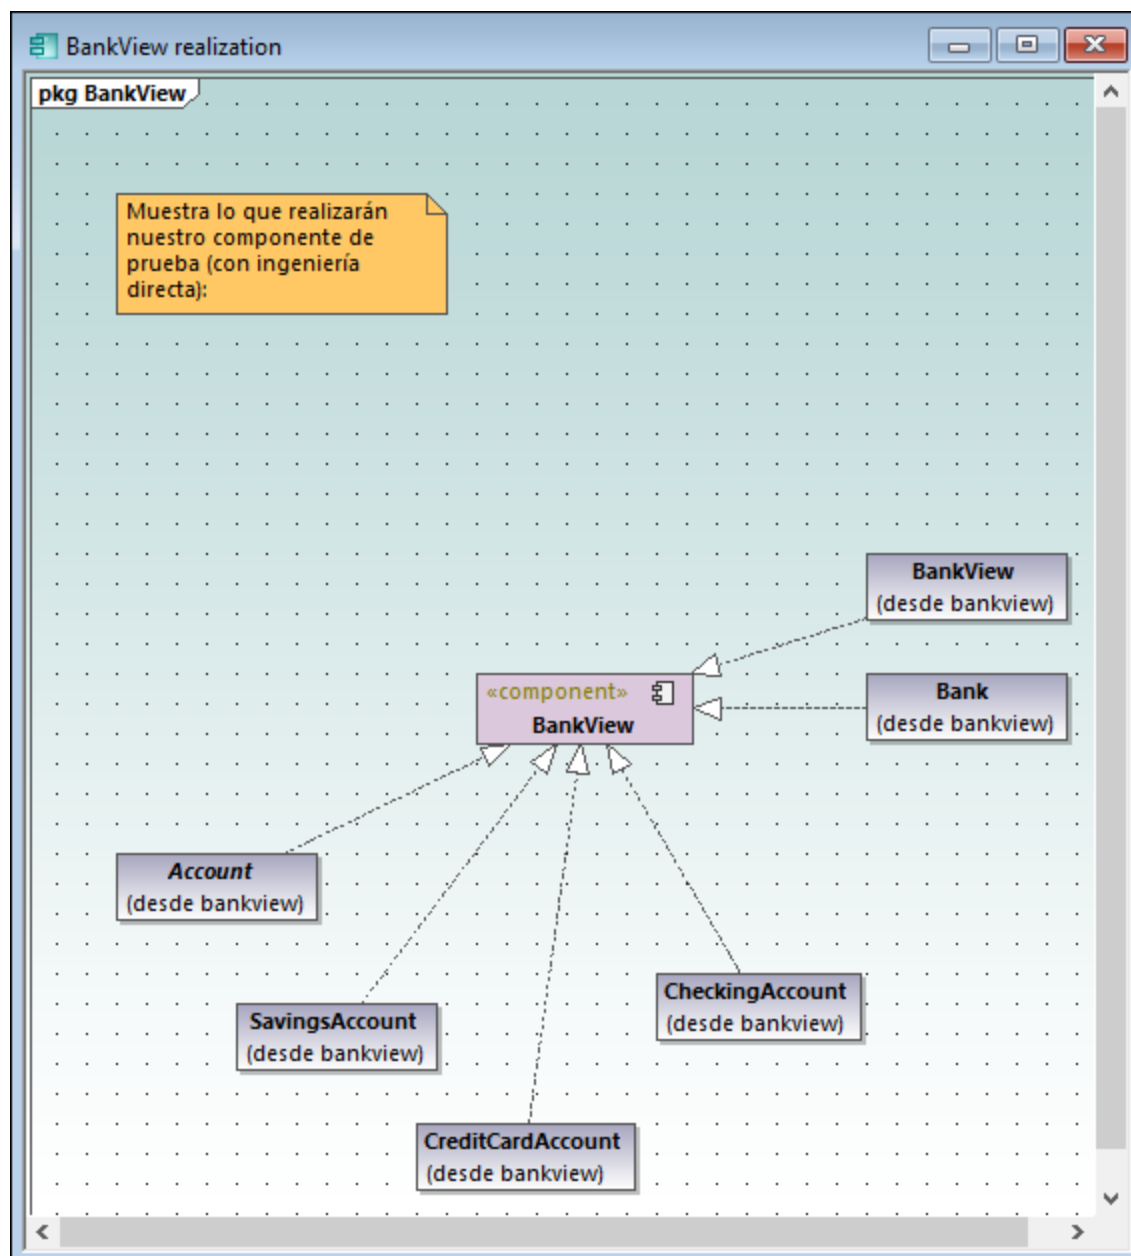 BankView realization
pkg BankView
Muestra lo que realizarán
nuestro componente de
prueba (con ingeniería
directa):
BankView
(desde bankview)
«component»
BankView
Bank
(desde bankview)
Account
(desde bankview)
CheckingAccount
(desde bankview)
SavingsAccount
(desde bankview)
CreditCardAccount
(desde bankview)